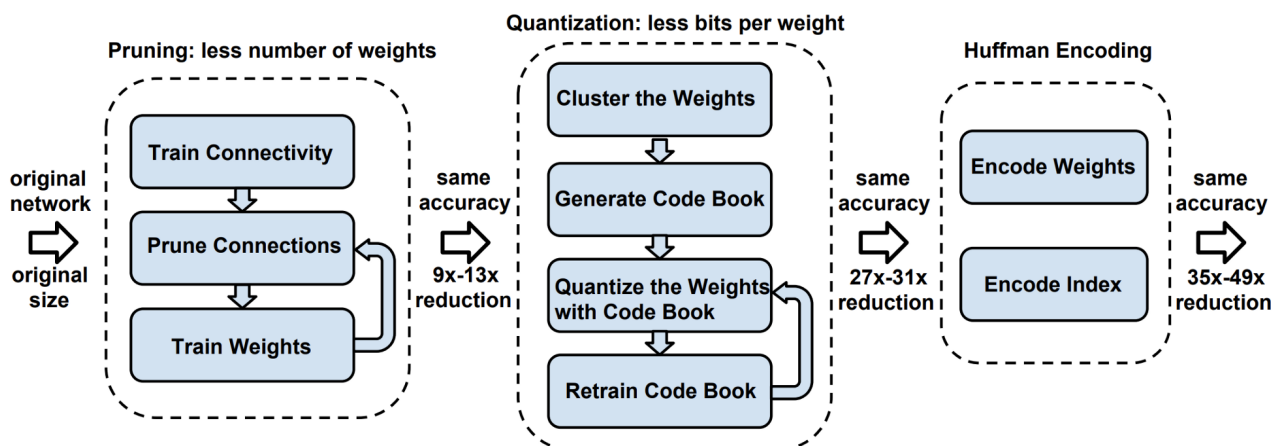 original
network
original
size
Pruning: less number of weights
Train Connectivity
Prune Connections
Train Weights
same
accuracy
9x-13x
reduction
Quantization: less bits per weight
Cluster the Weights
Generate Code Book
Quantize the Weights
with Code Book
Retrain Code Book
same
accuracy
27x-31x
reduction
Huffman Encoding
Encode Weights
Encode Index
same
accuracy
35x-49x
reduction